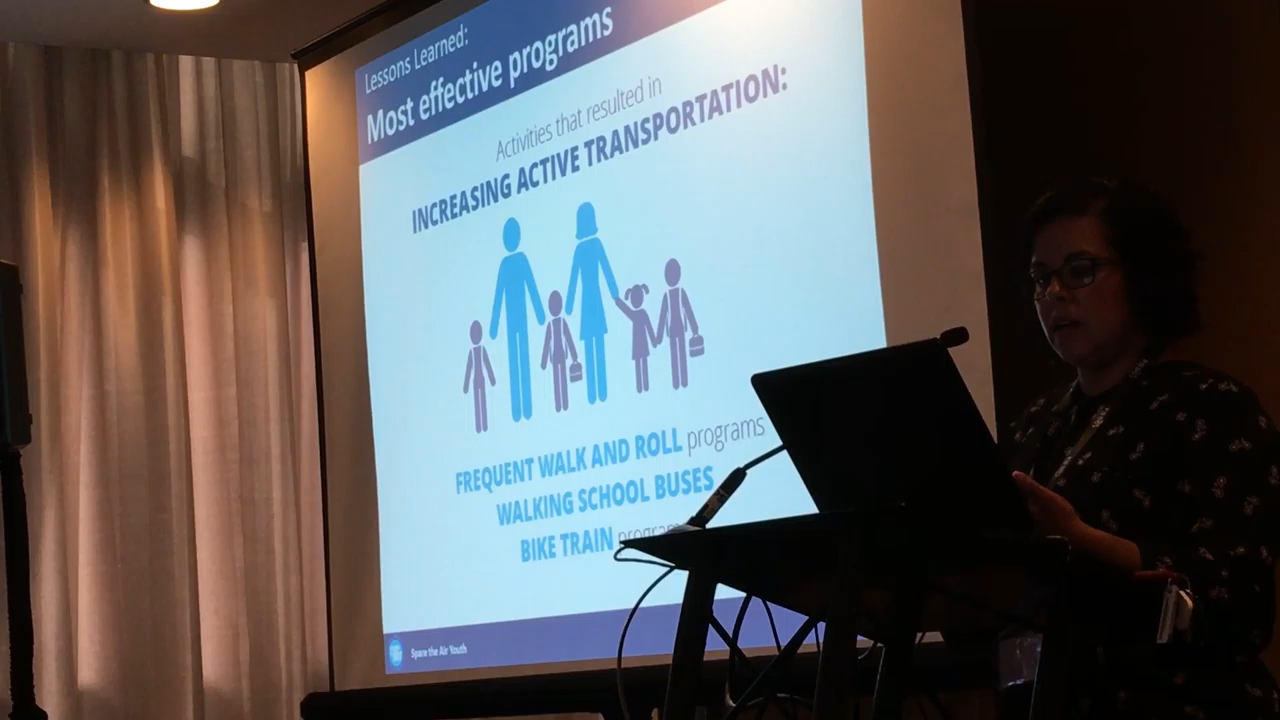 Lessons Learned:
Most effective programs
Activities that resulted in
INCREASING ACTIVE TRANSPORTATION:
FREQUENT WALK AND ROLL programs
WALKING SCHOOL BUSES
BIKE TRAIN
Spare the Air Youth